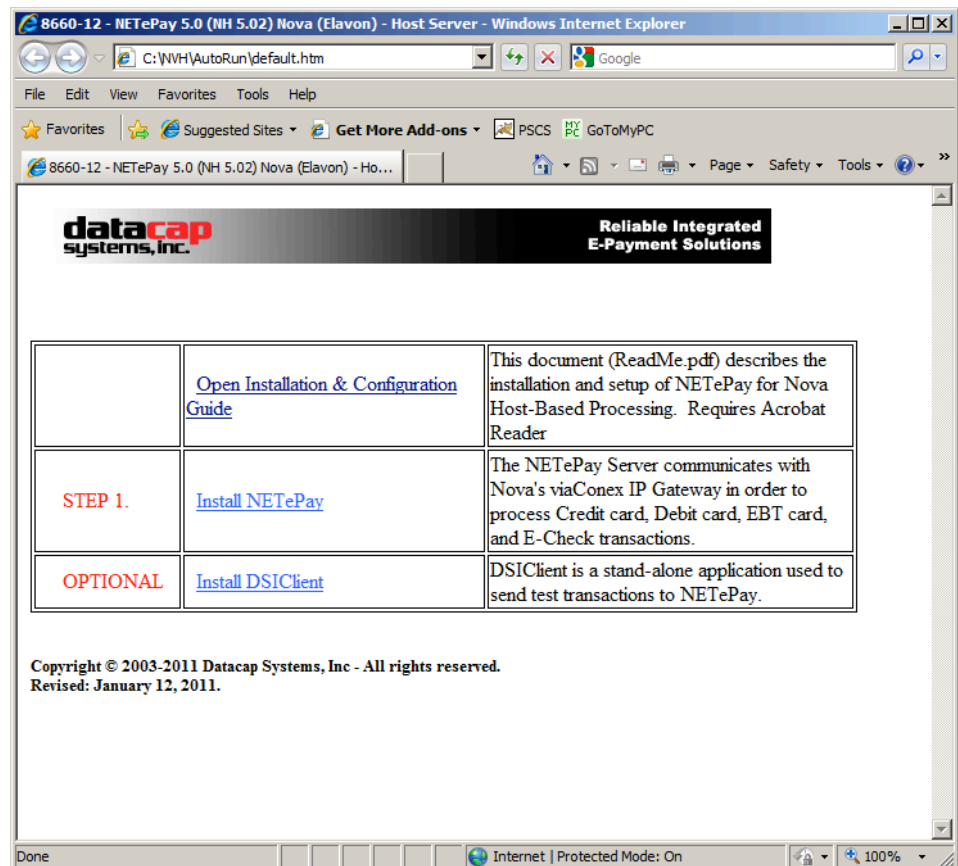 8660-12 - NETePay 5.0 (NH 5.02) Nova (Elavon) - Host Server - Windows Internet Explorer
C:\NVH\AutoRun\default.htm
Google
File Edit View Favorites Tools Help
Favorites Suggested Sites Get More Add-ons PSCS MY PC GoToMyPC
8660-12 - NETePay 5.0 (NH 5.02) Nova (Elavon) - Ho... Page Safety Tools »
datacap
systems, inc.
Reliable Integrated
E-Payment Solutions
Open Installation & Configuration
Guide
This document (ReadMe.pdf) describes the
installation and setup of NETePay for Nova
Host-Based Processing. Requires Acrobat
Reader
STEP 1.
Install NETePay
The NETePay Server communicates with
Nova's viaConex IP Gateway in order to
process Credit card, Debit card, EBT card,
and E-Check transactions.
OPTIONAL
Install DSIClient
DSIClient is a stand-alone application used to
send test transactions to NETePay.
Copyright © 2003-2011 Datacap Systems, Inc - All rights reserved.
Revised: January 12, 2011.
Done Internet | Protected Mode: On 100%